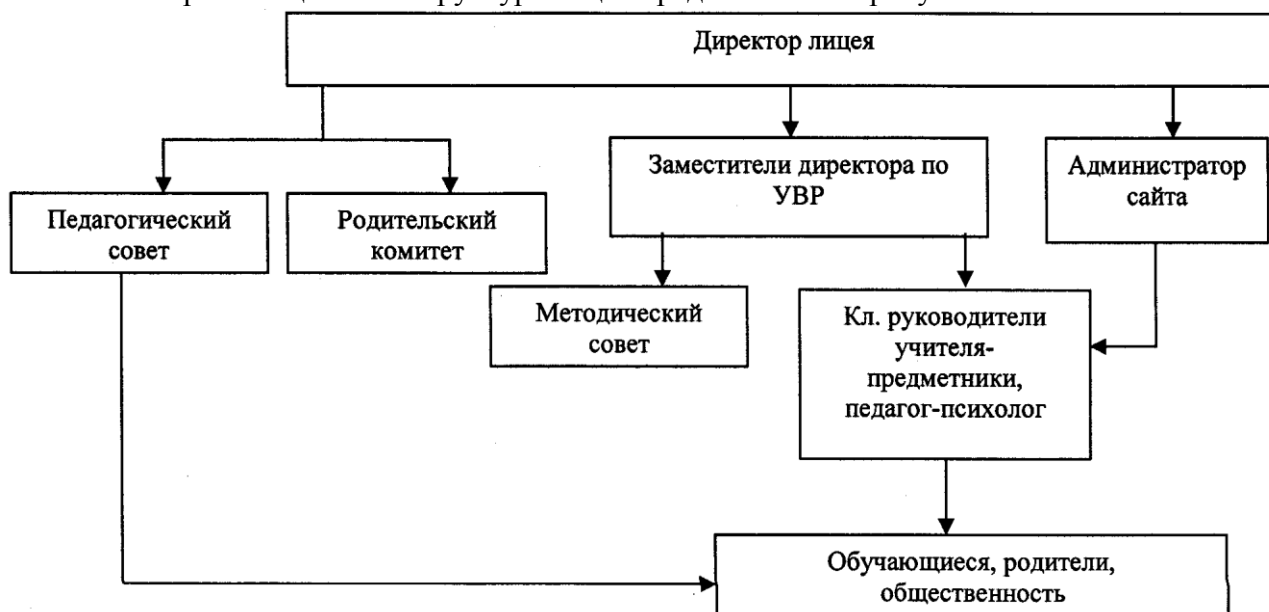 Директор лицея
Заместители директора по
УВР
Администратор
сайта
Педагогический
совет
Родительский
комитет
Методический
совет
Кл. руководители
учителя-
предметники,
педагог-психолог
Обучающиеся, родители,
общественность